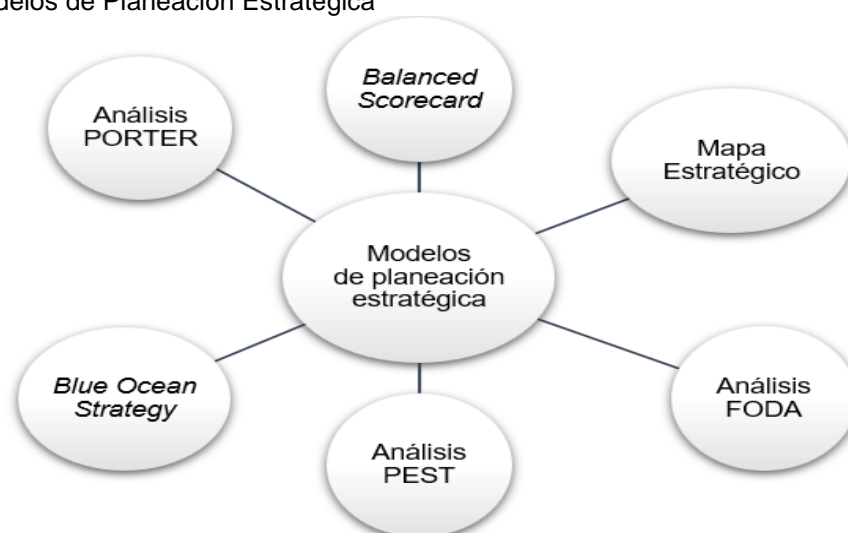 delos de Planeación Estratégica
Balanced
Scorecard
Análisis
PORTER
Mapa
Estratégico
Modelos
de planeación
estratégica
Blue Ocean
Strategy
Análisis
FODA
Análisis
PEST